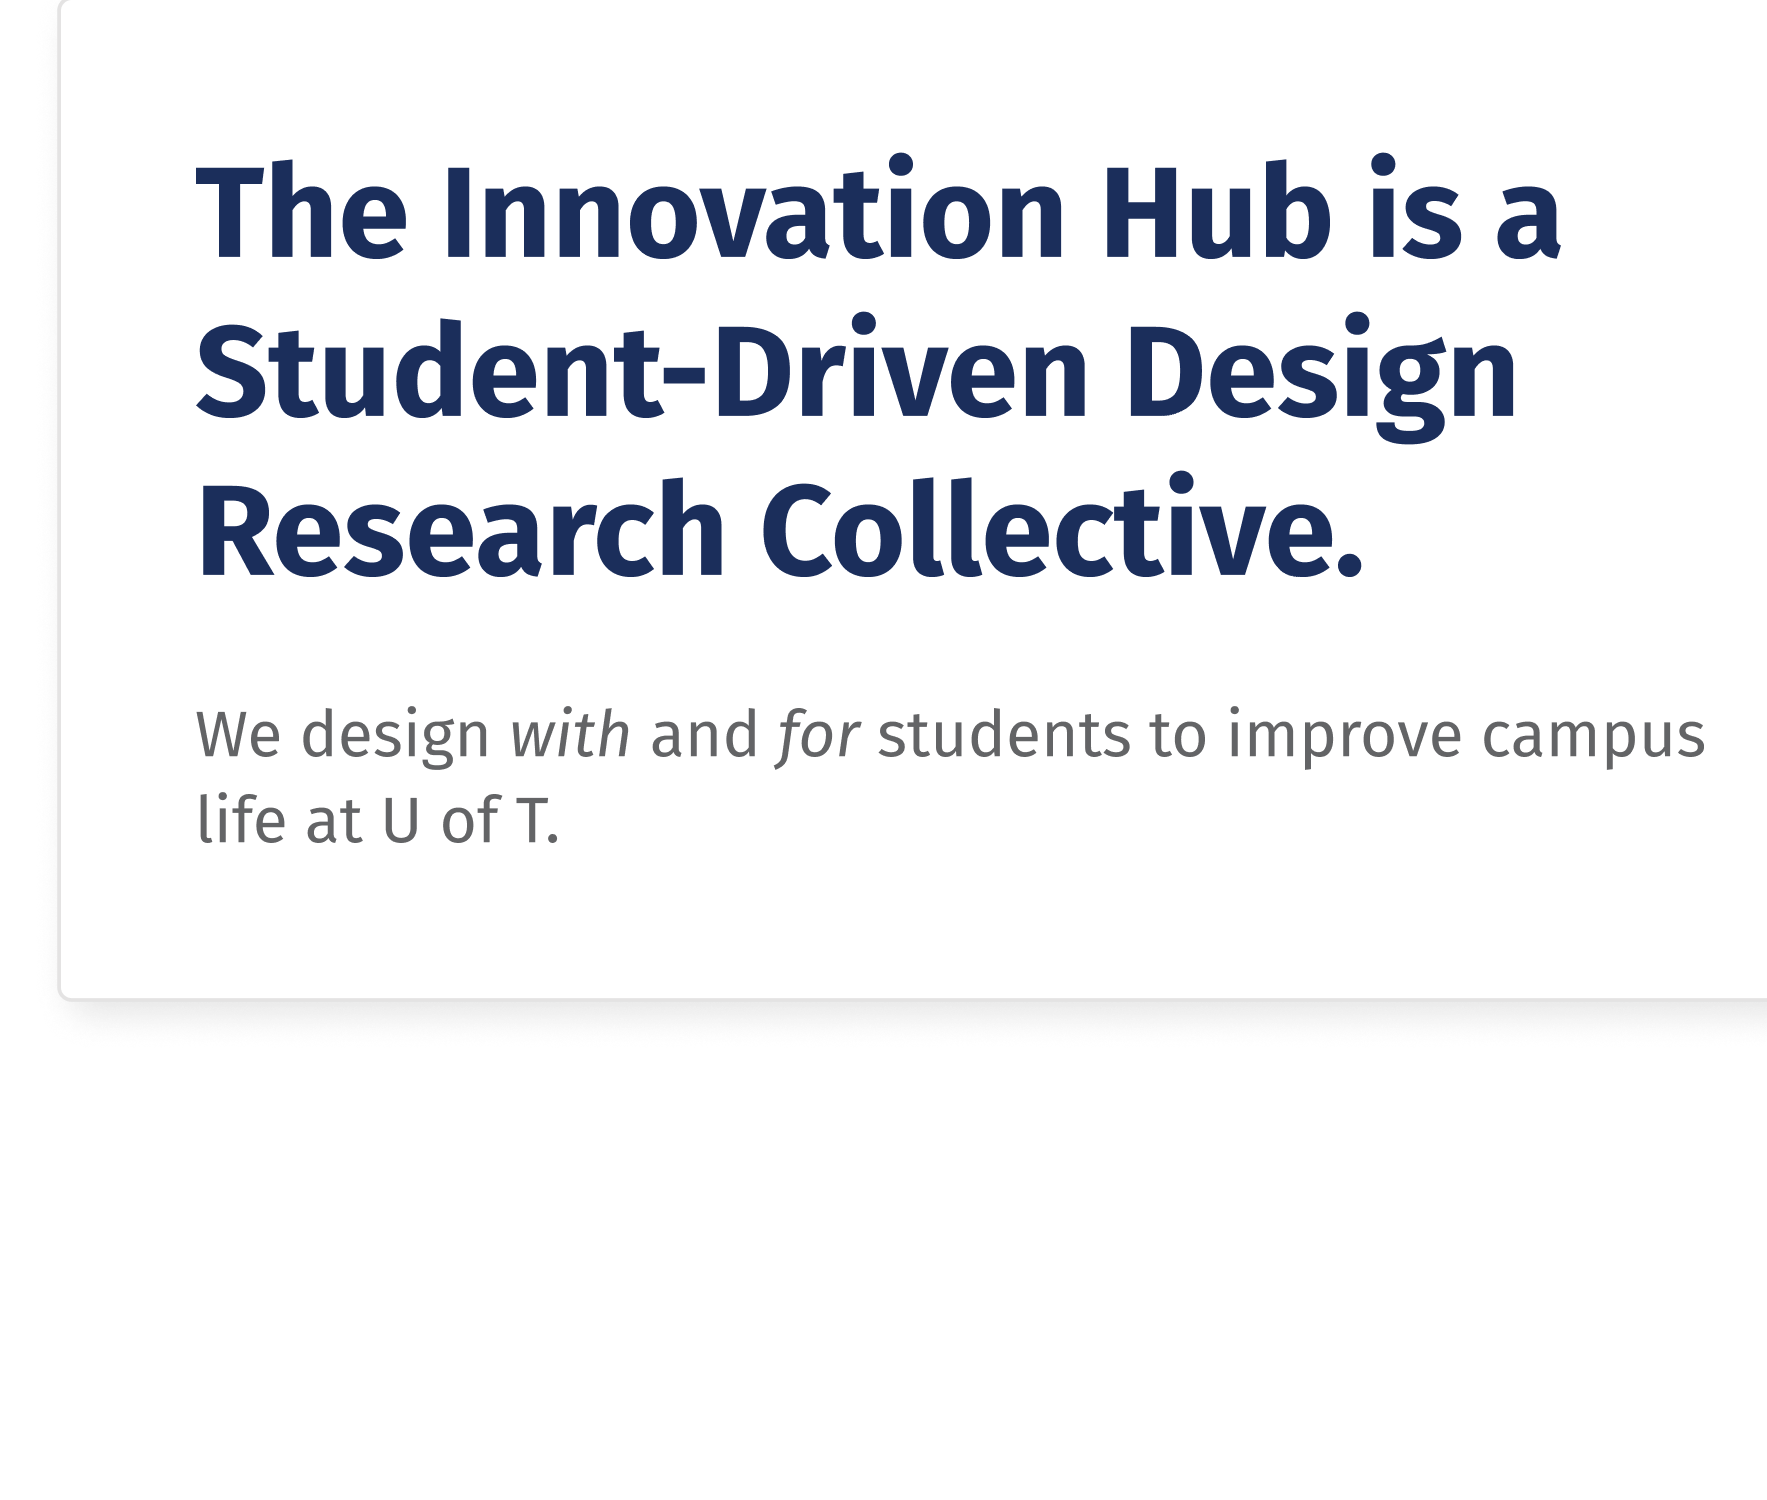 The Innovation Hub is a
Student-Driven Design
Research Collective.
We design with and for students to improve campus
life at U of T.